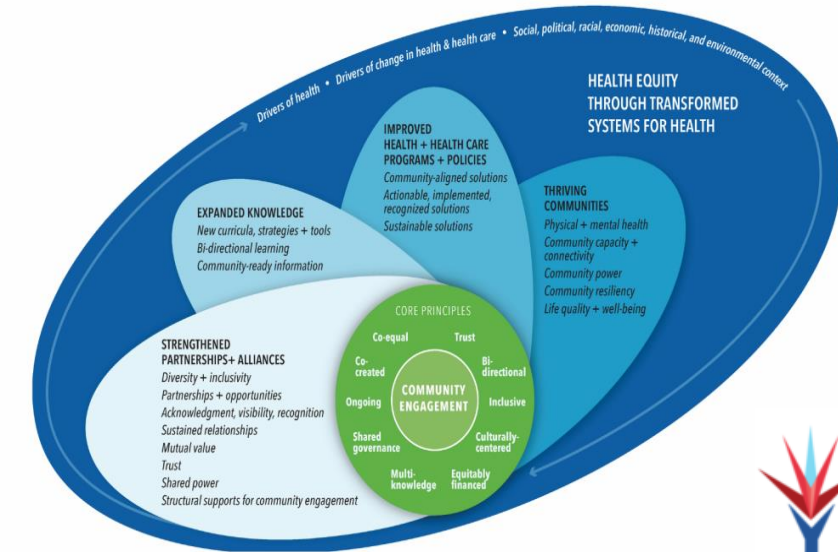 Drivers of health • Drivers of change in health & health care • Social, political, racial, economic, historical, and environmental context
HEALTH EQUITY
THROUGH TRANSFORMED
SYSTEMS FOR HEALTH
IMPROVED
HEALTH + HEALTH CARE
PROGRAMS + POLICIES
Community-aligned solutions
Actionable, implemented,
recognized solutions
Sustainable solutions
THRIVING
COMMUNITIES
Physical + mental health
Community capacity +
connectivity
Community power
Community resiliency
Life quality + well-being
EXPANDED KNOWLEDGE
New curricula, strategies + tools
Bi-directional learning
Community-ready information
STRENGTHENED
PARTNERSHIPS+ ALLIANCES
Diversity + inclusivity
Partnerships + opportunities
Acknowledgment, visibility, recognition
Sustained relationships
Mutual value
Trust
Shared power
Structural supports for community engagement
CORE PRINCIPLES
Co-equal
Trust
Co-
created
Bi-
directional
Ongoing
Inclusive
Shared
governance
Culturally-
centered
Multi-
knowledge
Equitably
financed
COMMUNITY
ENGAGEMENT